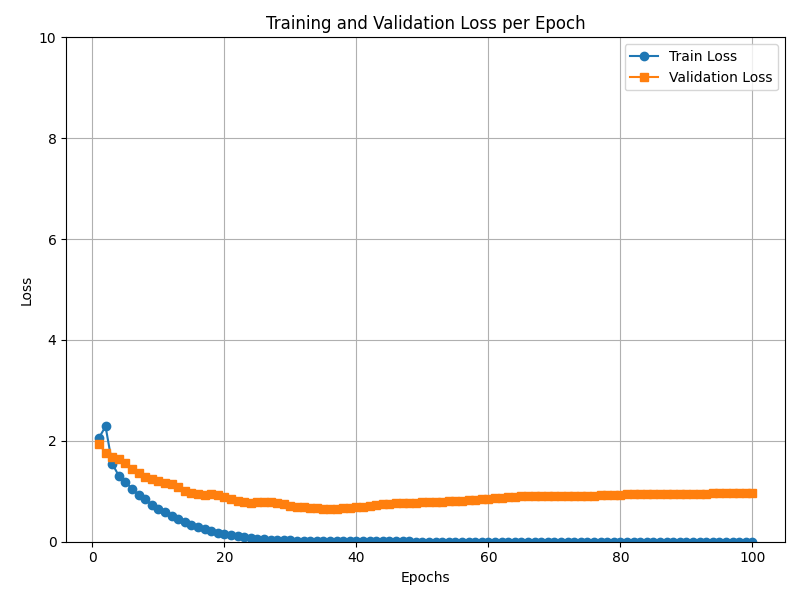 Training and Validation Loss per Epoch
Train Loss
Validation Loss
10
8
6
4
2
0
Loss
0 20 40 60 80 100
Epochs